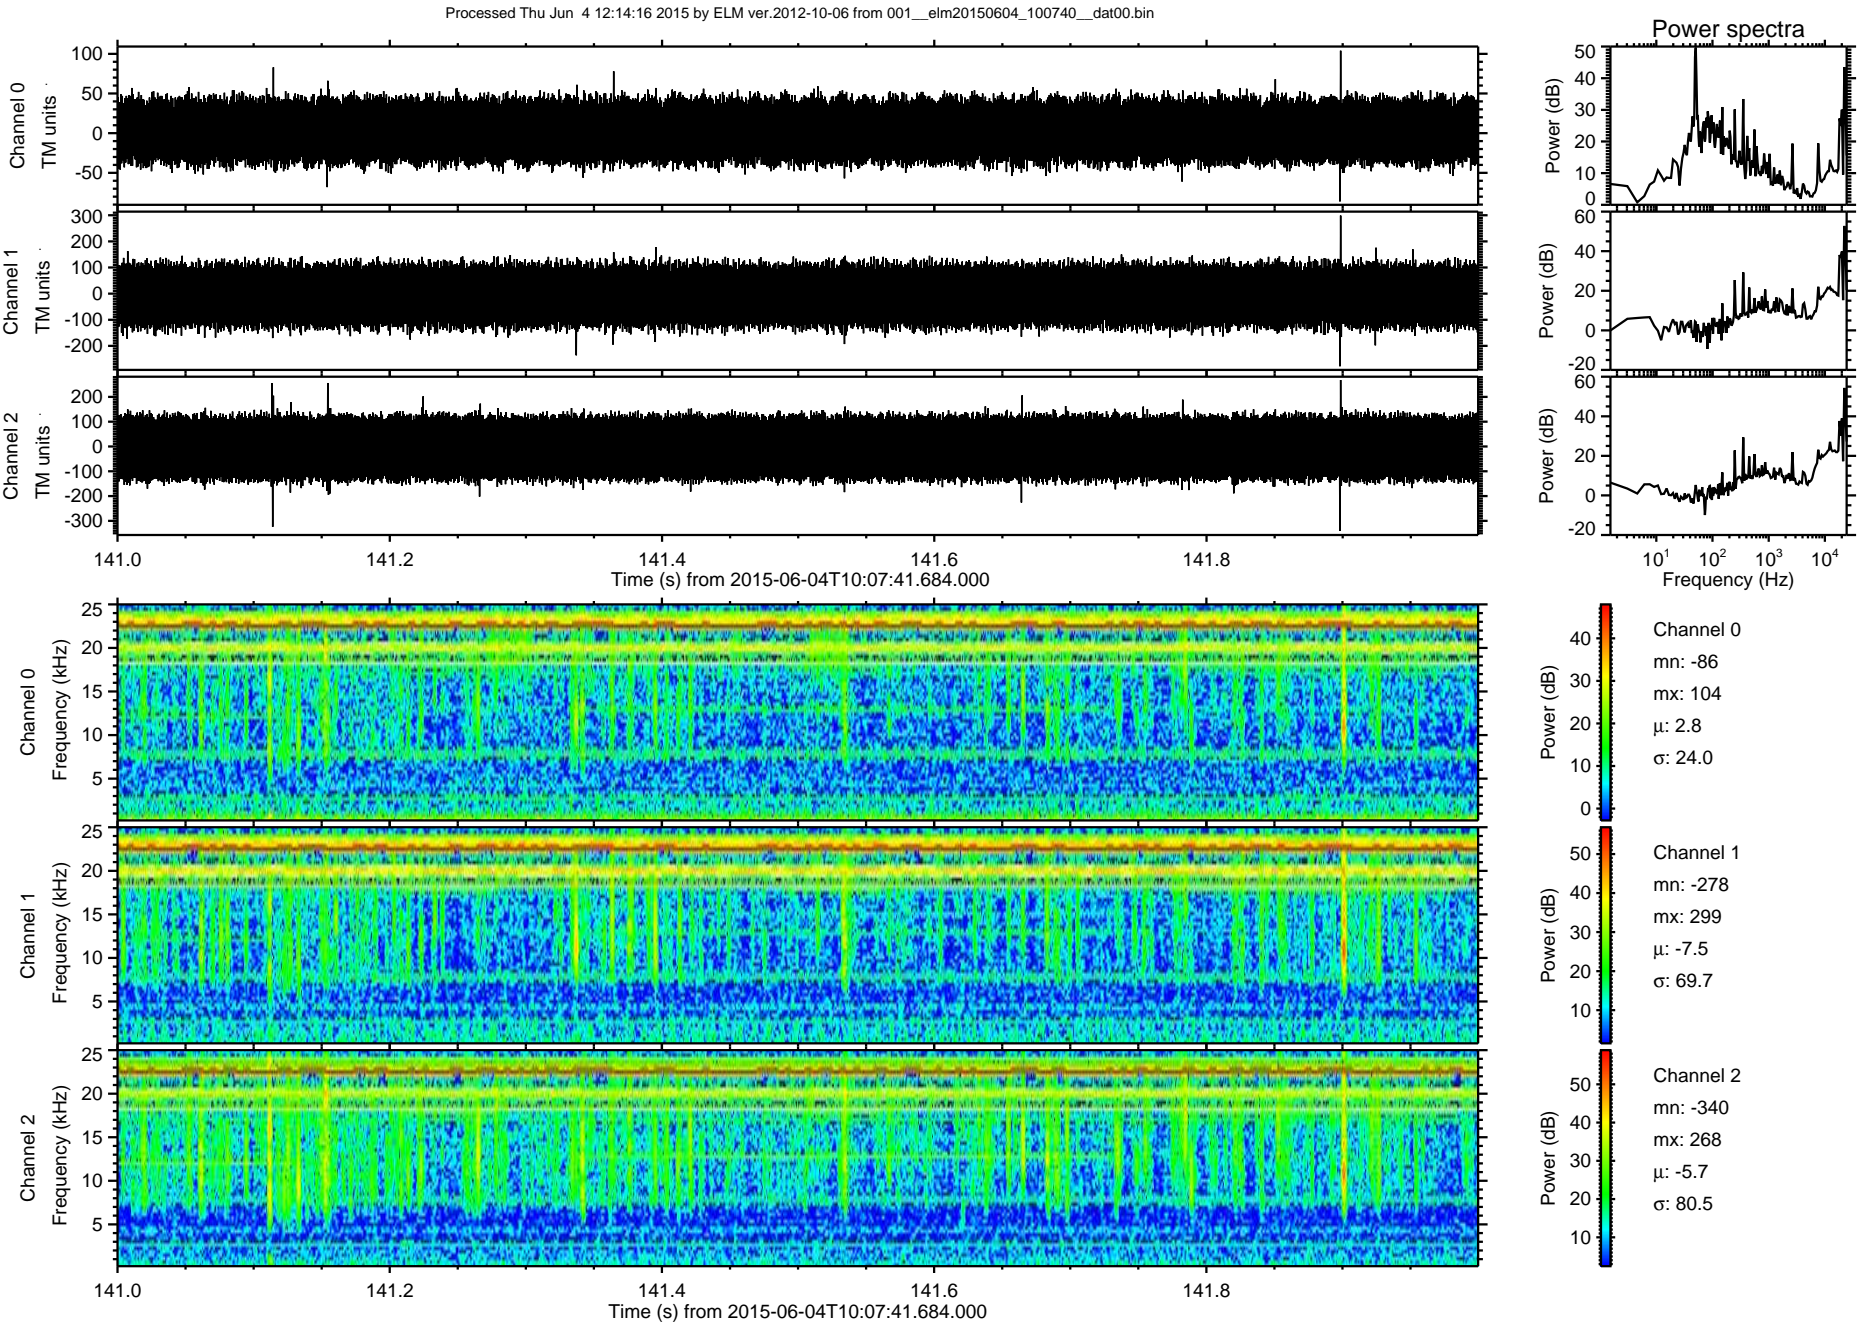 Processed Thu Jun  4 12:14:16 2015 by ELM ver.2012-10-06 from 001__elm20150604_100740__dat00.bin
Power spectra
Channel 0
TM units
100
50
0
-50
Power (dB)
50
40
30
20
10
0
Channel 1
TM units
300
200
100
0
-100
-200
Power (dB)
60
40
20
0
-20
Channel 2
TM units
200
100
0
-100
-200
-300
Power (dB)
60
40
20
0
-20
141.0 141.2 141.4 141.6 141.8
Time (s) from 2015-06-04T10:07:41.684.000
10^1 10^2 10^3 10^4
Frequency (Hz)
Channel 0
Frequency (kHz)
25
20
15
10
5
Power (dB)
40
30
20
10
0
Channel 0
mn: -86
mx: 104
μ: 2.8
σ: 24.0
Channel 1
Frequency (kHz)
25
20
15
10
5
Power (dB)
50
40
30
20
10
Channel 1
mn: -278
mx: 299
μ: -7.5
σ: 69.7
Channel 2
Frequency (kHz)
25
20
15
10
5
Power (dB)
50
40
30
20
10
Channel 2
mn: -340
mx: 268
μ: -5.7
σ: 80.5
141.0 141.2 141.4 141.6 141.8
Time (s) from 2015-06-04T10:07:41.684.000